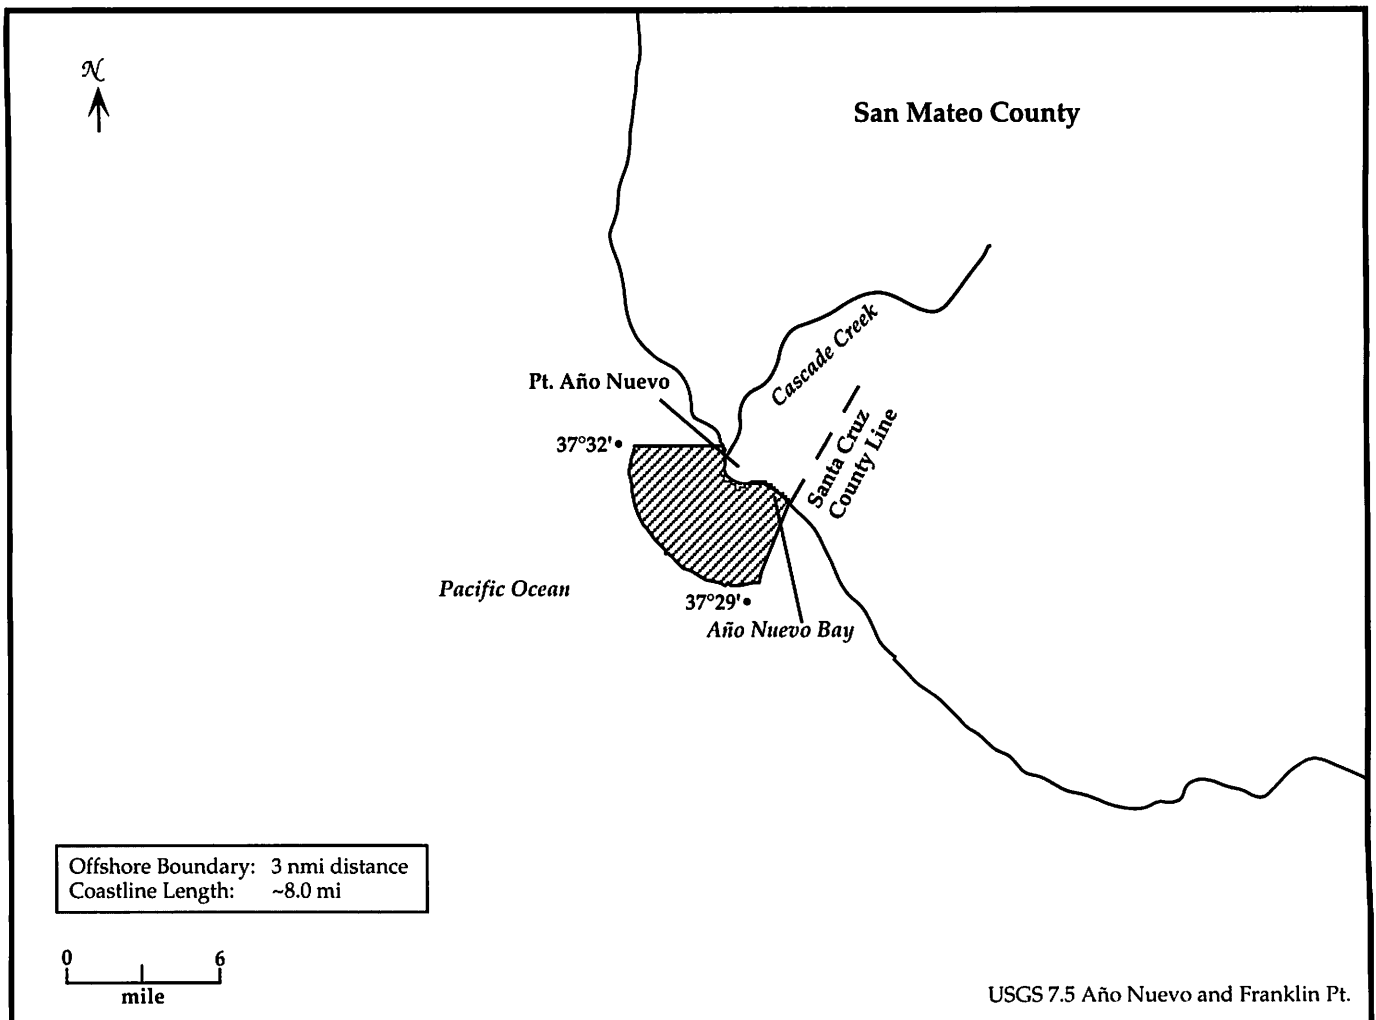 N
San Mateo County
Cascade Creek
Pt. Año Nuevo
37°32'
Santa Cruz
County Line
Pacific Ocean
37°29'
Año Nuevo Bay
Offshore Boundary: 3 nmi distance
Coastline Length: ~8.0 mi
0 6
mile
USGS 7.5 Año Nuevo and Franklin Pt.